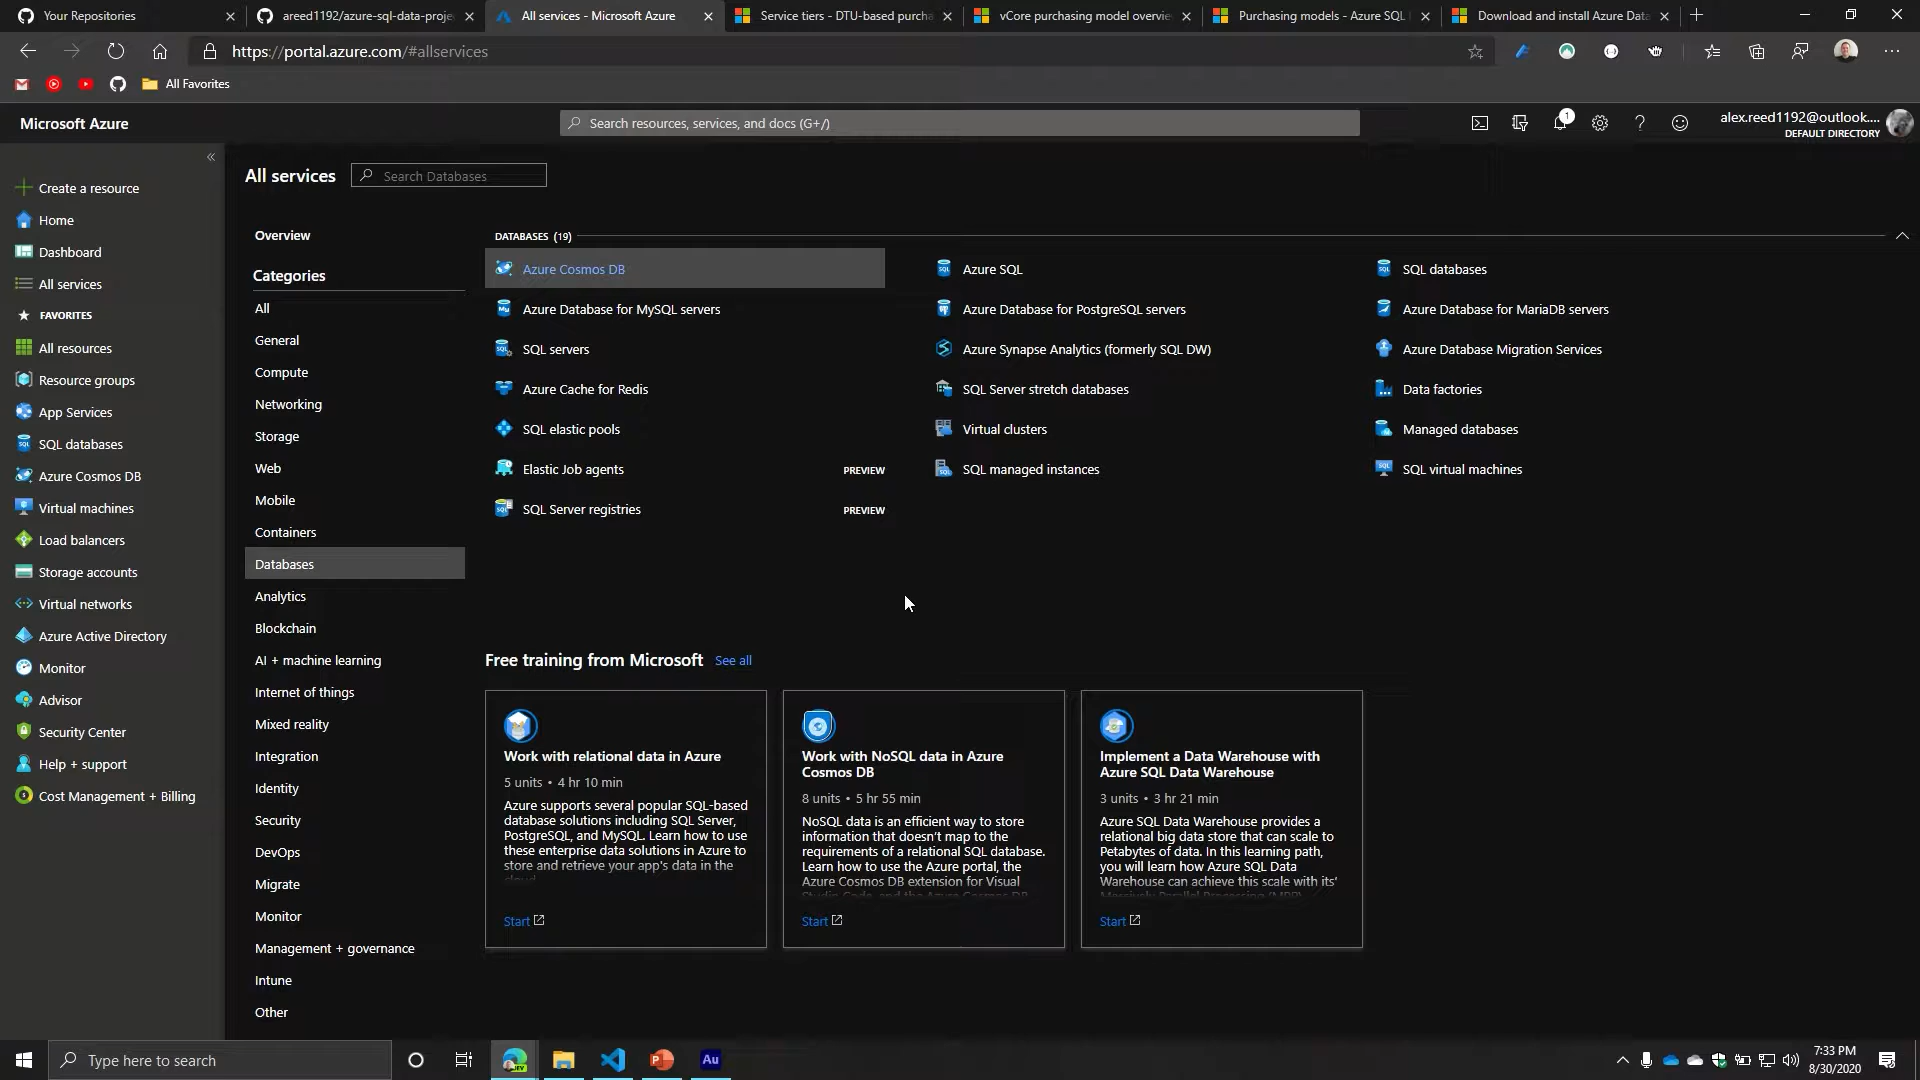 Your Repositories
areed1192/azure-sql-data-proje
All services - Microsoft Azure
Service tiers - DTU-based purcha
vCore purchasing model overvie
Purchasing models - Azure SQL
Download and install Azure Data
https://portal.azure.com/#allservices
All Favorites
Microsoft Azure
Search resources, services, and docs (G+/)
1
alex.reed1192@outlook....
DEFAULT DIRECTORY
Create a resource
Home
Dashboard
All services
FAVORITES
All resources
Resource groups
App Services
SQL databases
Azure Cosmos DB
Virtual machines
Load balancers
Storage accounts
Virtual networks
Azure Active Directory
Monitor
Advisor
Security Center
Help + support
Cost Management + Billing
All services
Search Databases
Overview
Categories
All
General
Compute
Networking
Storage
Web
Mobile
Containers
Databases
Analytics
Blockchain
AI + machine learning
Internet of things
Mixed reality
Integration
Identity
Security
DevOps
Migrate
Monitor
Management + governance
Intune
Other
DATABASES (19)
Azure Cosmos DB
Azure SQL
SQL databases
Azure Database for MySQL servers
Azure Database for PostgreSQL servers
Azure Database for MariaDB servers
SQL servers
Azure Synapse Analytics (formerly SQL DW)
Azure Database Migration Services
Azure Cache for Redis
SQL Server stretch databases
Data factories
SQL elastic pools
Virtual clusters
Managed databases
Elastic Job agents PREVIEW
SQL managed instances
SQL virtual machines
SQL Server registries PREVIEW
Free training from Microsoft See all
Work with relational data in Azure
5 units • 4 hr 10 min
Azure supports several popular SQL-based
database solutions including SQL Server,
PostgreSQL, and MySQL. Learn how to use
these enterprise data solutions in Azure to
store and retrieve your app's data in the
cloud.
Start
Work with NoSQL data in Azure
Cosmos DB
8 units • 5 hr 55 min
NoSQL data is an efficient way to store
information that doesn't map to the
requirements of a relational SQL database.
Learn how to use the Azure portal, the
Azure Cosmos DB extension for Visual
Studio Code, and the Azure Cosmos DB
Start
Implement a Data Warehouse with
Azure SQL Data Warehouse
3 units • 3 hr 21 min
Azure SQL Data Warehouse provides a
relational big data store that can scale to
Petabytes of data. In this learning path,
you will learn how Azure SQL Data
Warehouse can achieve this scale with its'
Massively Parallel Processing (MPP)
Start
Type here to search
Au
7:33 PM
8/30/2020